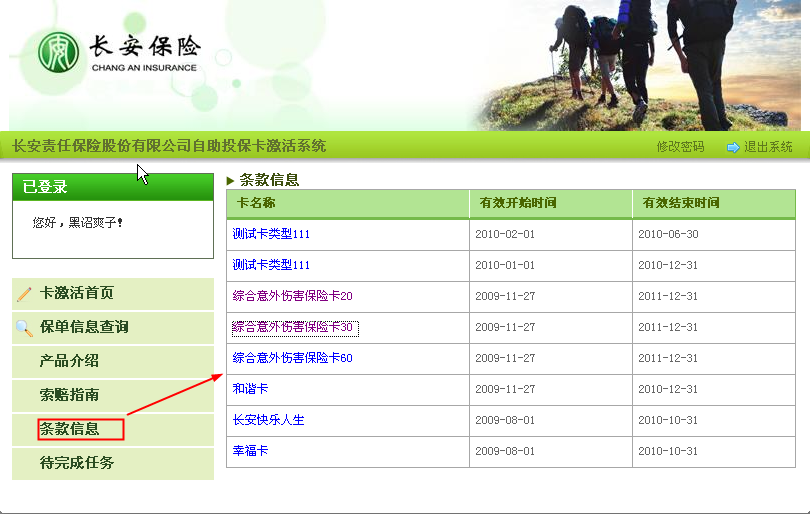 长安保险
CHANG AN INSURANCE
长安责任保险股份有限公司自助投保卡激活系统
修改密码 退出系统
已登录
您好，黑诏爽子！
卡激活首页
保单信息查询
产品介绍
索赔指南
条款信息
待完成任务
条款信息
卡名称 有效开始时间 有效结束时间
测试卡类型111 2010-02-01 2010-06-30
测试卡类型111 2010-01-01 2010-12-31
综合意外伤害保险卡20 2009-11-27 2011-12-31
综合意外伤害保险卡30 2009-11-27 2011-12-31
综合意外伤害保险卡60 2009-11-27 2011-12-31
和谐卡 2009-11-27 2010-12-31
长安快乐人生 2009-08-01 2010-10-31
幸福卡 2009-08-01 2010-10-31